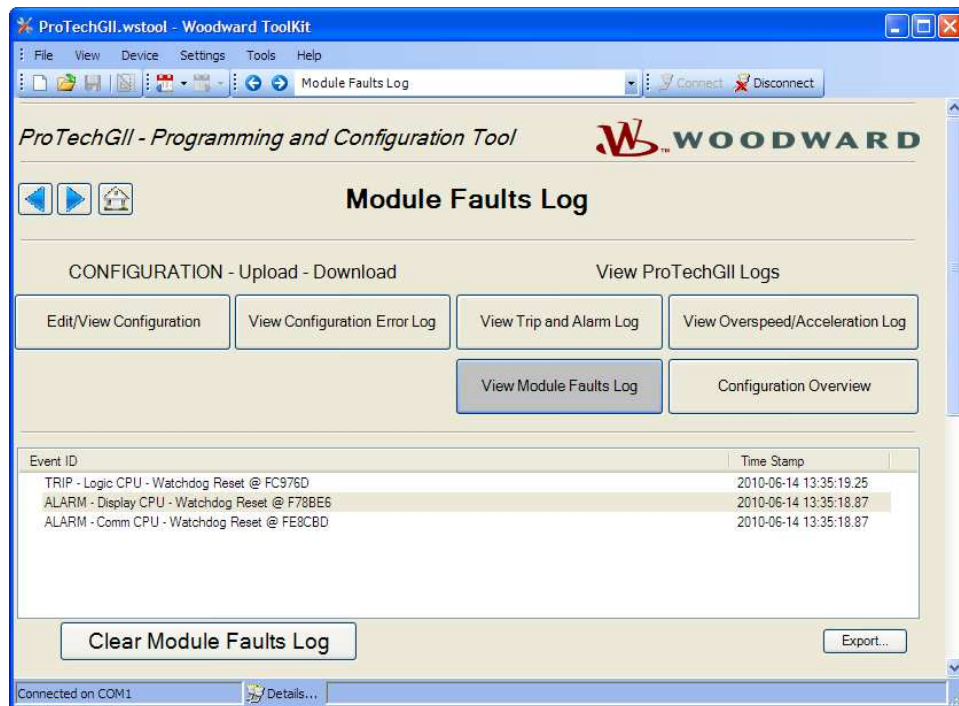 ProTechGII.wstool - Woodward ToolKit
File View Device Settings Tools Help
Module Faults Log Connect Disconnect
ProTechGII - Programming and Configuration Tool
WOODWARD
Module Faults Log
CONFIGURATION - Upload - Download
View ProTechGII Logs
Edit/View Configuration
View Configuration Error Log
View Trip and Alarm Log
View Overspeed/Acceleration Log
View Module Faults Log
Configuration Overview
Event ID Time Stamp
TRIP - Logic CPU - Watchdog Reset @ FC976D 2010-06-14 13:35:19.25
ALARM - Display CPU - Watchdog Reset @ F78BE6 2010-06-14 13:35:18.87
ALARM - Comm CPU - Watchdog Reset @ FE8CBD 2010-06-14 13:35:18.87
Clear Module Faults Log
Export...
Connected on COM1 Details...